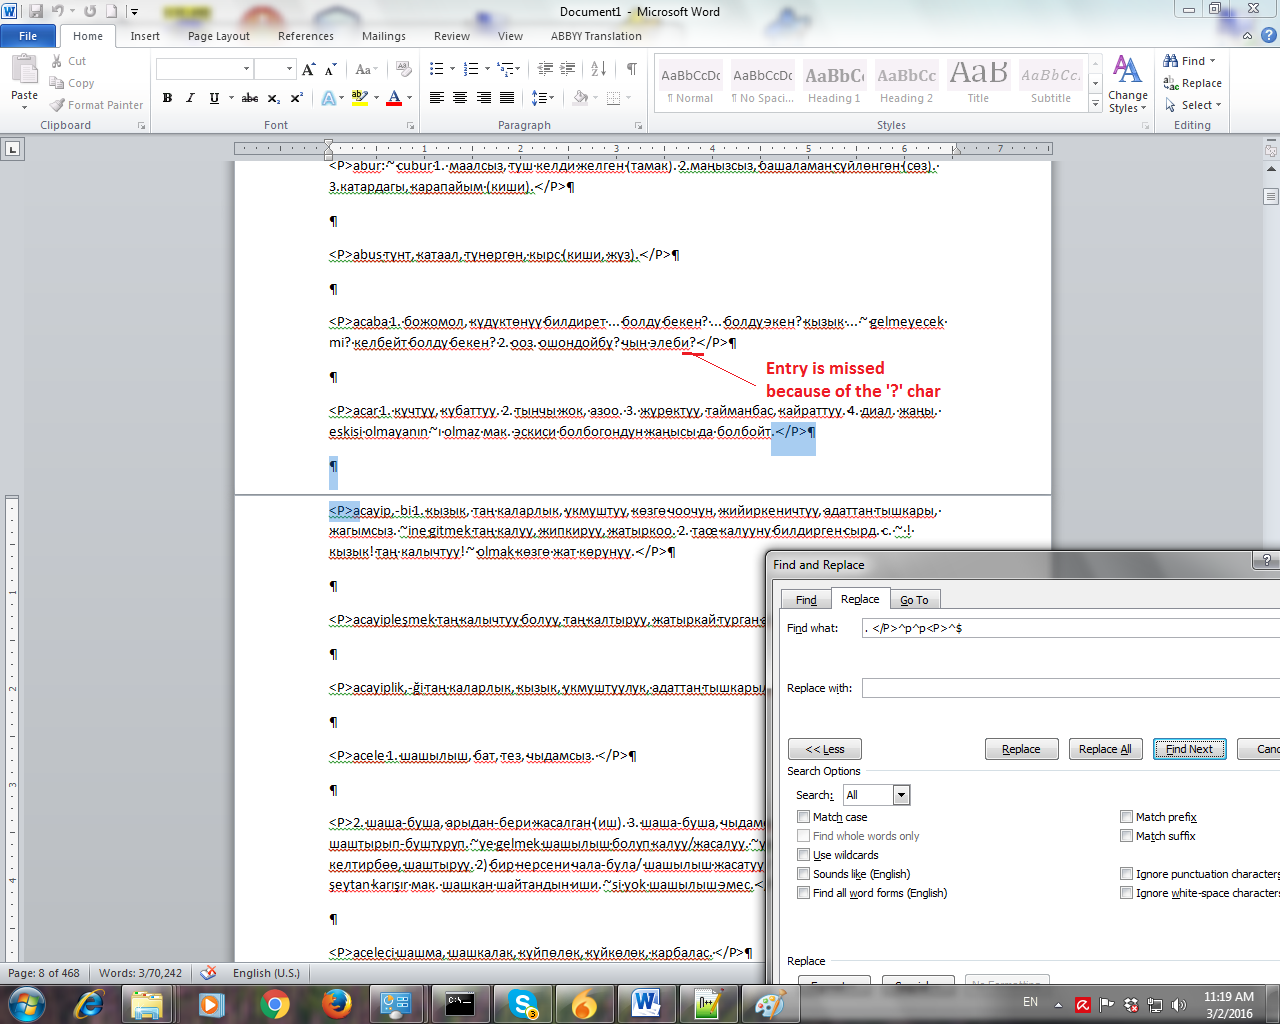 Document1 - Microsoft Word
File Home Insert Page Layout References Mailings Review View ABBYY Translation
Paste
Cut
Copy
Format Painter
Clipboard
Font
Paragraph
AaBbCcDc AaBbCcDc AaBbCc AaBbCc AaB AaBbCc.
¶ Normal ¶ No Spaci... Heading 1 Heading 2 Title Subtitle
Change Styles
Styles
Find
Replace
Select
Editing
<P>abur:~cubur 1. маалсыз, туш келди желген (тамак). 2.маңызсыз, башаламан сүйлөнгөн (сөз).
3.катардагы, карапайым (киши).</P>¶
¶
<P>abus түнт, катаал, түнөргөн, кырс (киши, жүз).</P>¶
¶
<P>acaba 1. божомол, күдүктөнүү билдирет ... болду бекен? ... болду экен? кызык ...~ gelmeyecek
mi? келбейт болду бекен? 2. ооз. ошондойбу? чын элеби?</P>¶
¶
Entry is missed
because of the '?' char
<P>acar 1. күчтүү, кубаттуу. 2. тынчы жок, азоо. 3. жүрөктүү, тайманбас, кайраттуу. 4. диал. жаңы.
eskisi olmayanın ~ı olmaz мак. эскиси болбогондун жаңысы да болбойт.</P>¶
¶
<P>acayip,-bi 1. кызык, таң каларлык, укмуштуу, көзгө чоочун, жийиркеничтүү, адаттан тышкары,
жагымсыз. ~ine gitmek таң калуу, жипкирүү, жатыркоо. 2. таңкалууну билдирген сырд. с. ~ !
кызык! таң калычтуу! ~ olmak көзгө жат көрүнүү.</P>¶
¶
<P>acayipleşmek таң калычтуу болуу, таң калтыруу, жатыркай турган
¶
<P>acayiplik,-ği таң каларлык, кызык, укмуштуулук, адаттан тышкары
¶
<P>acele 1. шашылыш, бат, тез, чыдамсыз. </P>¶
¶
<P>2. шаша-буша, арыдан-бери жасалган (иш). 3. шаша-буша, чыдам
шаштырып-буштуруп. ~ye gelmek шашылыш болуп калуу/жасалуу. ~
келтирбөө, шаштыруу. 2) бир нерсени чала-була/ шашылыш жасатуу
şeytan karışır мак. шашкан шайтандын иши. ~si yok шашылыш эмес.<
¶
<P>aceleci шашма, шашкалак, күйпөлөк, күйкөлөк, карбалас. </P>¶
Find and Replace
Find Replace Go To
Find what: . </P>^p^p<P>^$
Replace with:
<< Less Replace Replace All Find Next Canc
Search Options
Search: All
Match case
Find whole words only
Use wildcards
Sounds like (English)
Find all word forms (English)
Match prefix
Match suffix
Ignore punctuation characters
Ignore white-space characters
Replace
Page: 8 of 468 Words: 3/70,242 English (U.S.)
EN
11:19 AM
3/2/2016